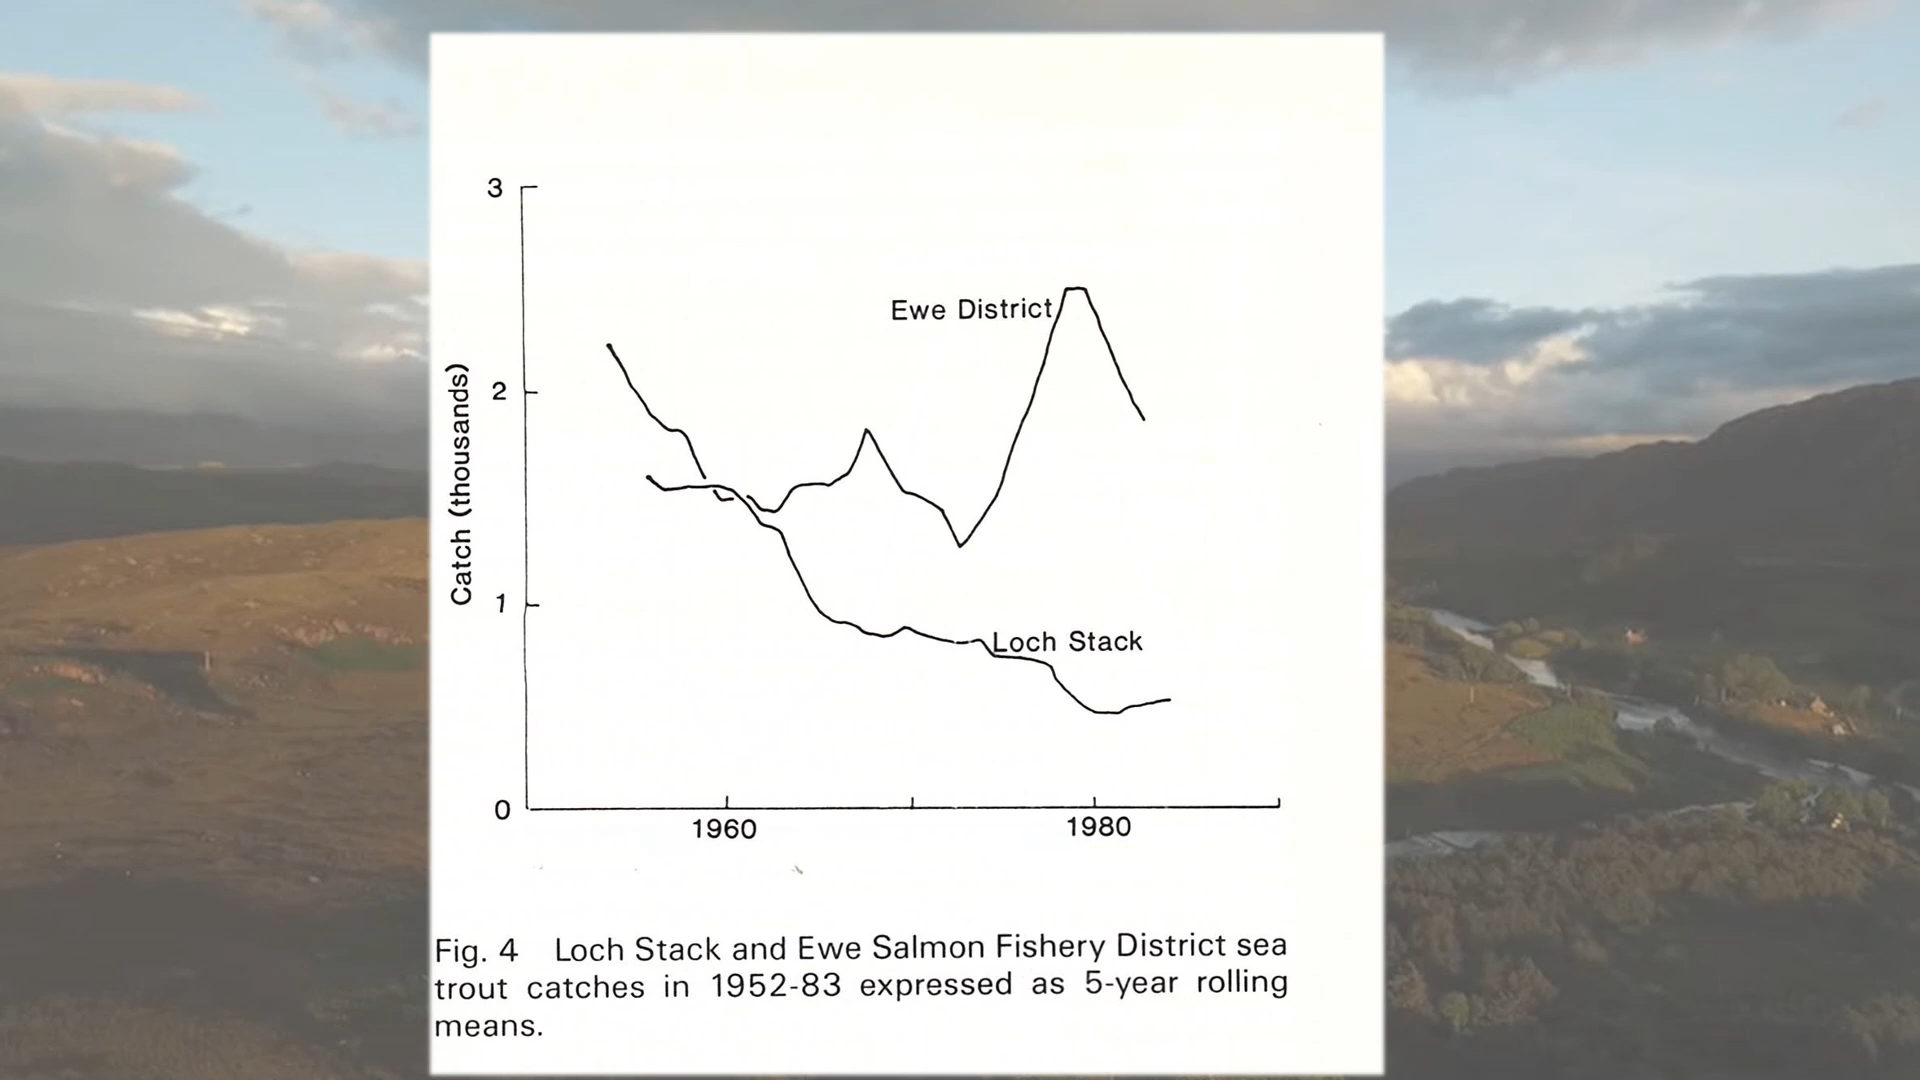 3
Ewe District
2
Catch (thousands)
1
Loch Stack
0
1960
1980
Fig. 4 Loch Stack and Ewe Salmon Fishery District sea
trout catches in 1952-83 expressed as 5-year rolling
means.